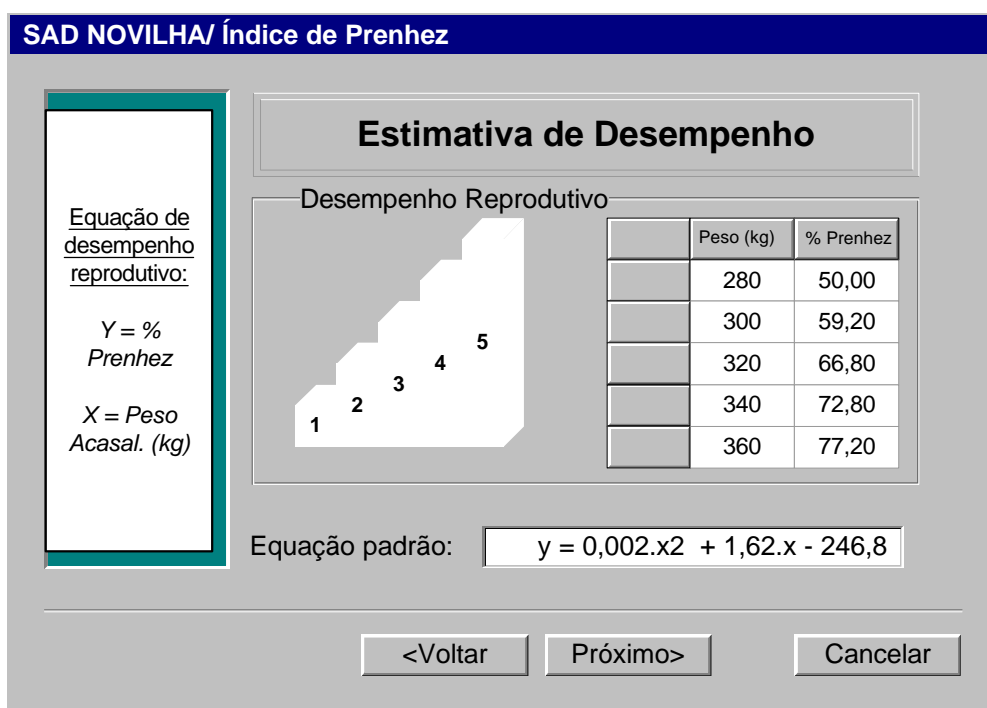 SAD NOVILHA/ Índice de Prenhez
Equação de
desempenho
reprodutivo:
Y = %
Prenhez
X = Peso
Acasal. (kg)
Estimativa de Desempenho
Desempenho Reprodutivo
1
2
3
4
5
Peso (kg) % Prenhez
280 50,00
300 59,20
320 66,80
340 72,80
360 77,20
Equação padrão: y = 0,002.x2 + 1,62.x - 246,8
<Voltar Próximo> Cancelar